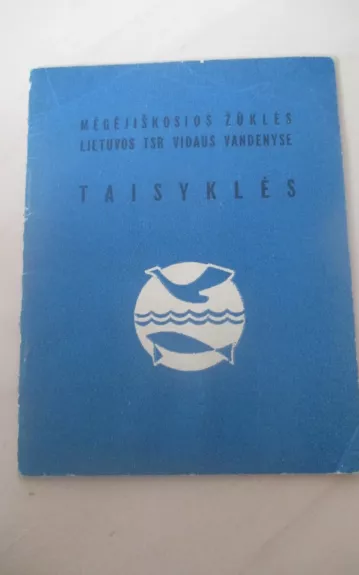 MĖGĖJIŠKOSIOS ŽŪKLĖS
LIETUVOS TSR VIDAUS VANDENYSE
TAISYKLĖS